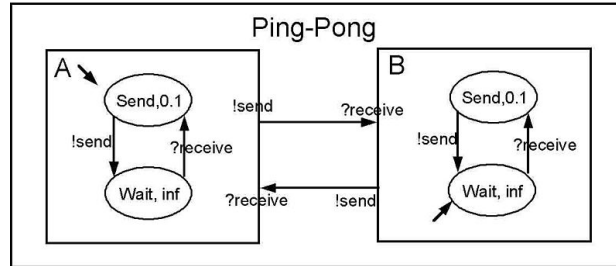 Ping-Pong
A
Send,0.1
!send
?receive
Wait, inf
!send
?receive
?receive
!send
B
Send,0.1
!send
?receive
Wait, inf